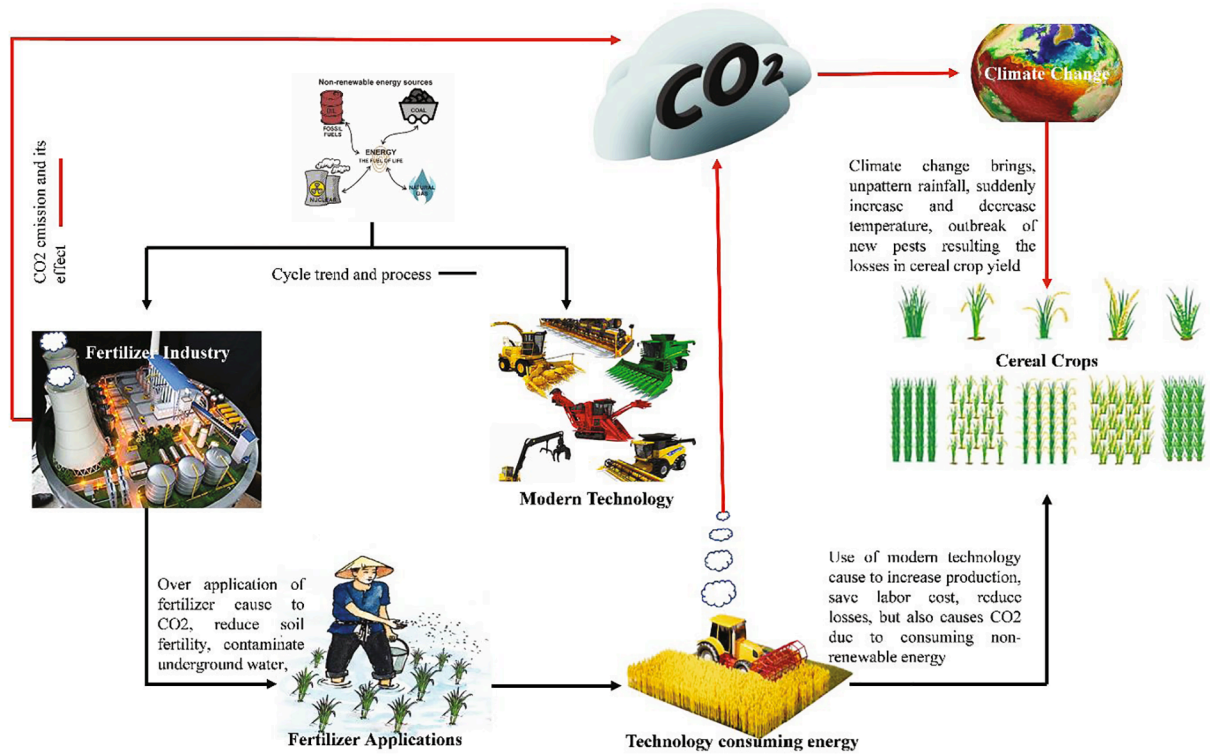 CO2
Climate Change
Non-renewable energy sources
OIL
FOSSIL
FUELS
COAL
ENERGY
THE FUEL OF LIFE
NUCLEAR
NATURAL
GAS
CO2 emission and its
effect
Cycle trend and process
Climate change brings,
unpattern rainfall, suddenly
increase and decrease
temperature, outbreak of
new pests resulting the
losses in cereal crop yield
Fertilizer Industry
Modern Technology
Cereal Crops
Over application of
fertilizer cause to
CO2, reduce soil
fertility, contaminate
underground water,
Fertilizer Applications
Technology consuming energy
Use of modern technology
cause to increase production,
save labor cost, reduce
losses, but also causes CO2
due to consuming non-
renewable energy